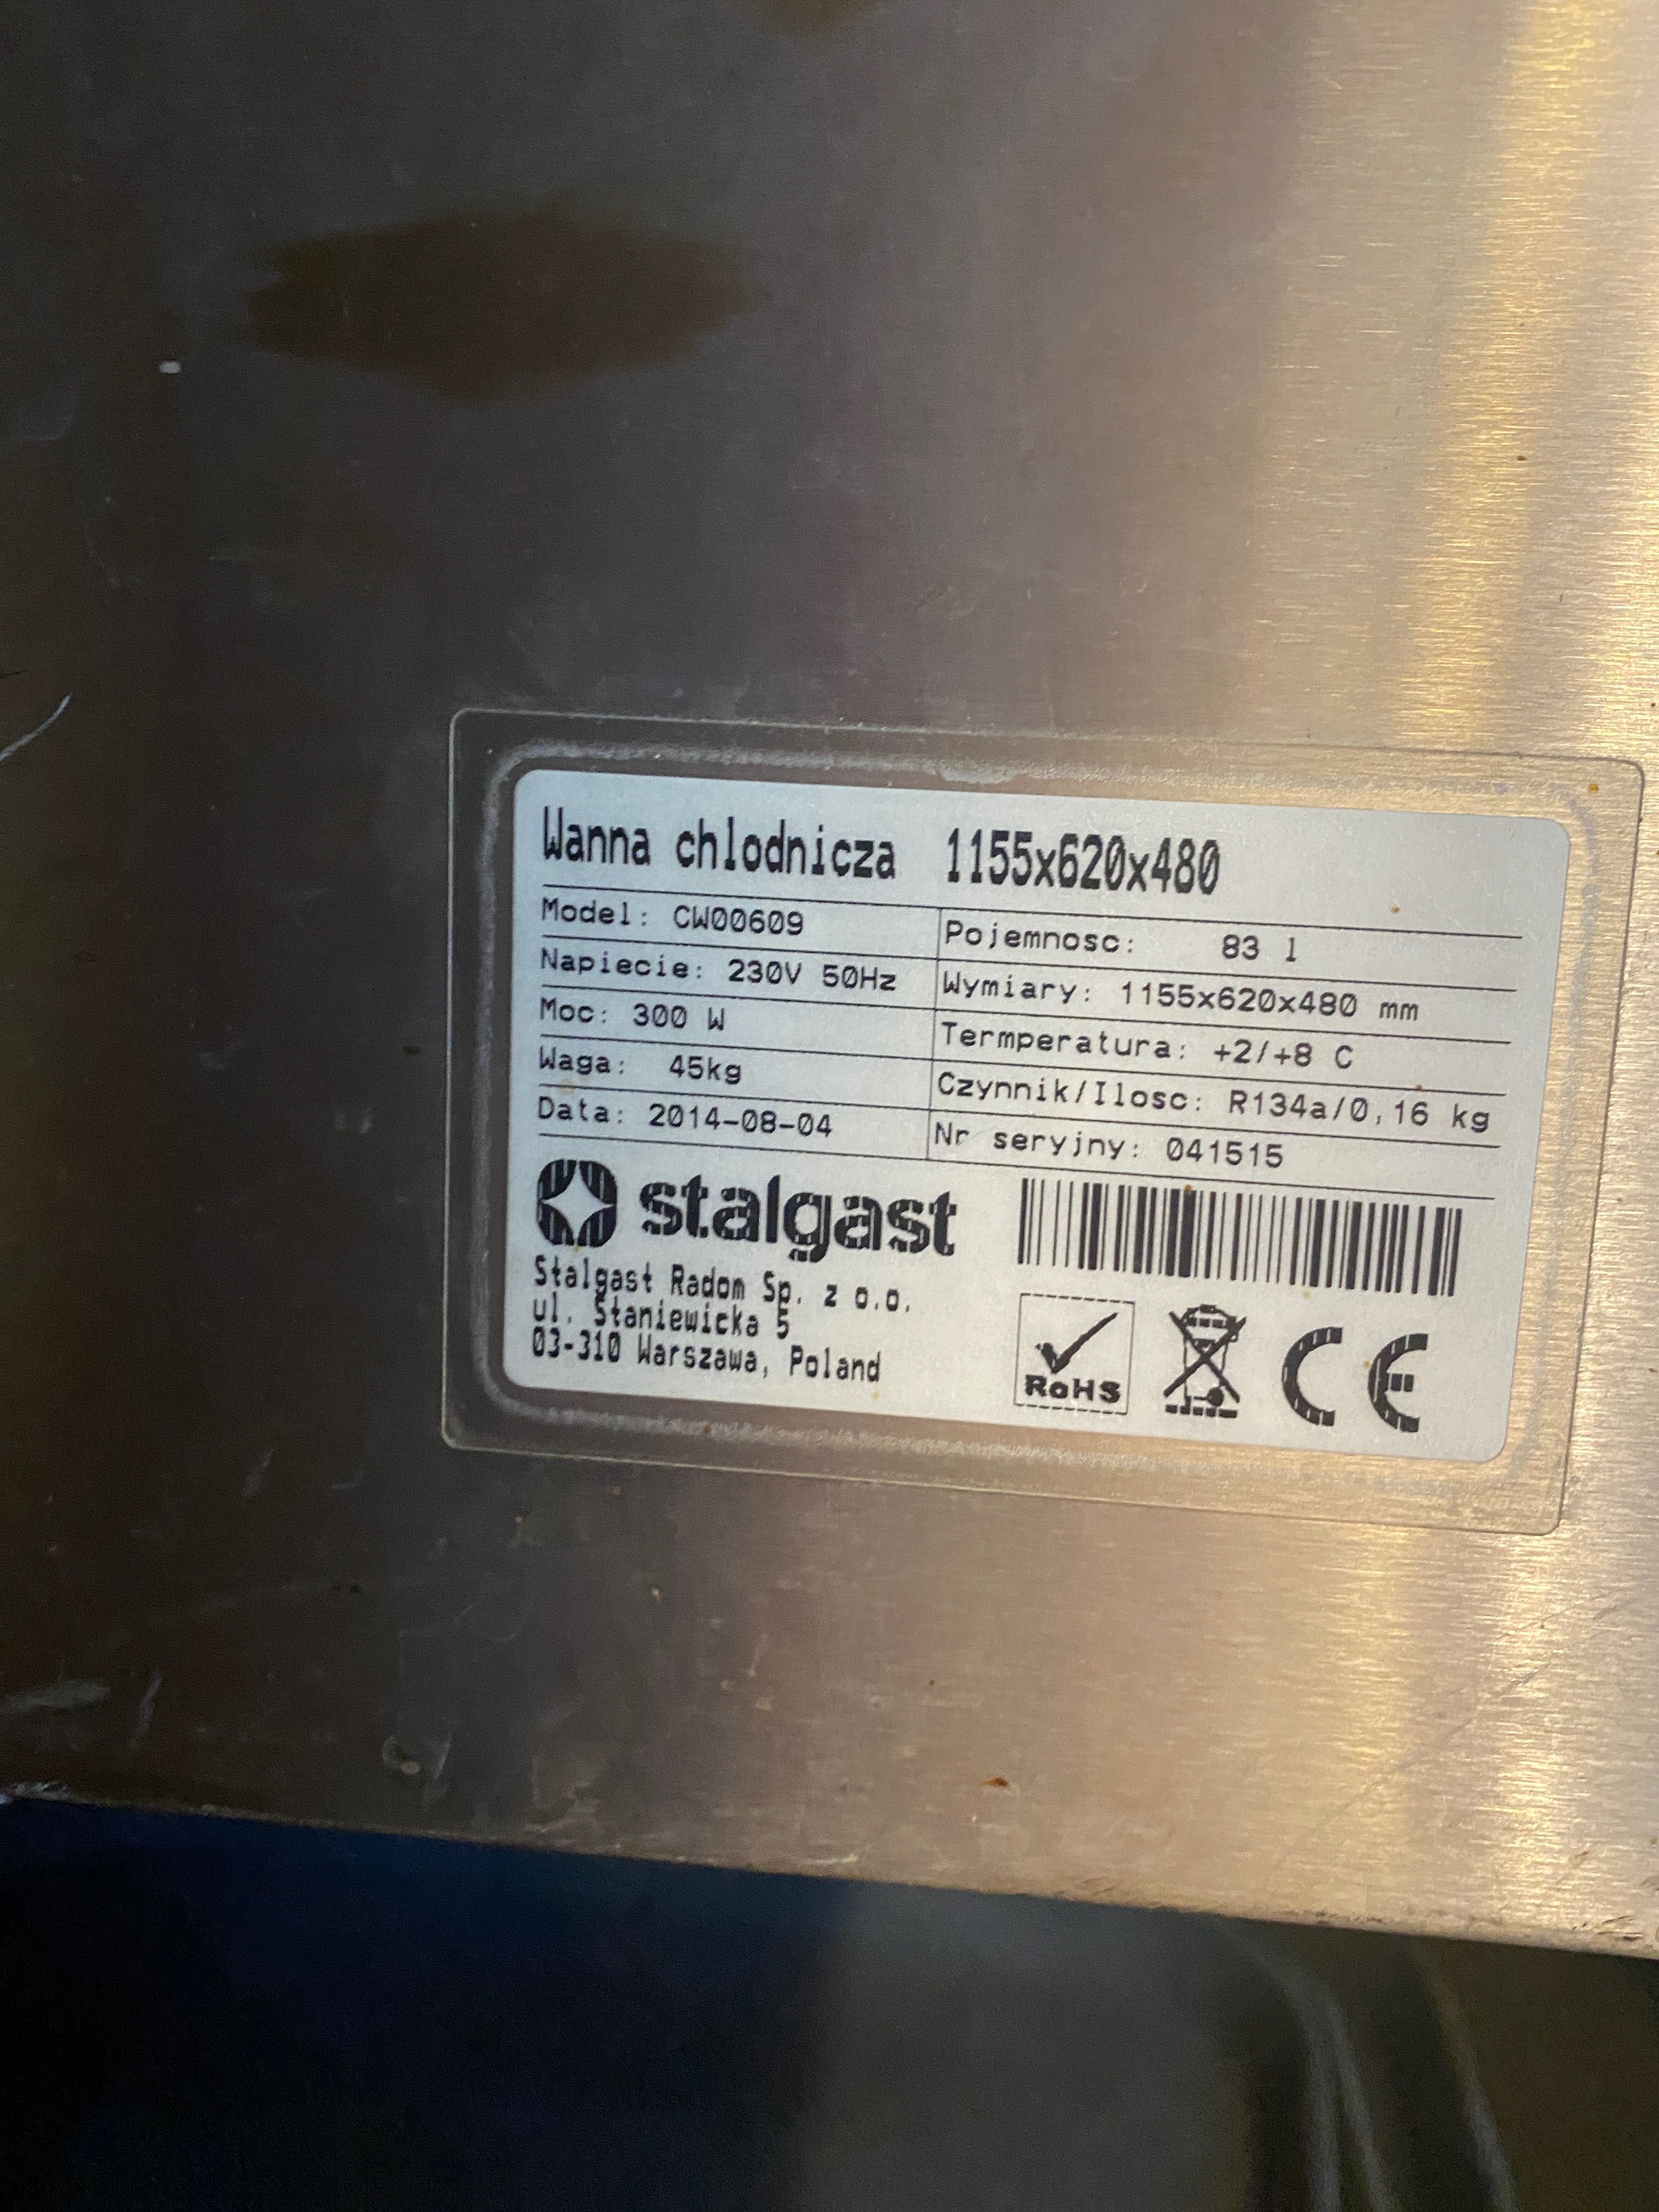 Wanna chlodnicza 1155x620x480
Model: CW00609
Pojemnosc: 83 l
Napiecie: 230V 50Hz
Wymiary: 1155x620x480 mm
Moc: 300 W
Termperatura: +2/+8 C
Waga: 45kg
Czynnik/Ilosc: R134a/0,16 kg
Data: 2014-08-04
Nr seryjny: 041515
stalgast
Stalgast Radom Sp. z o.o.
ul. Staniewicka 5
03-310 Warszawa, Poland
RoHS
CE